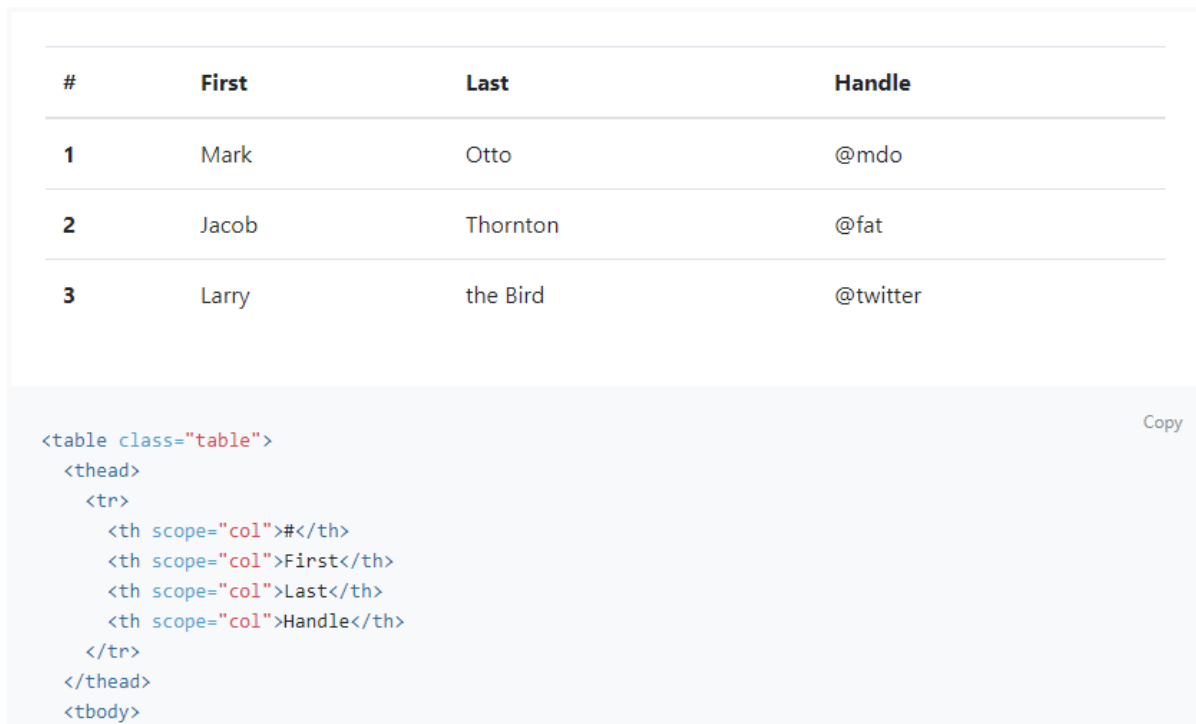 # First Last Handle
1 Mark Otto @mdo
2 Jacob Thornton @fat
3 Larry the Bird @twitter
Copy
<table class="table">
  <thead>
    <tr>
      <th scope="col">#</th>
      <th scope="col">First</th>
      <th scope="col">Last</th>
      <th scope="col">Handle</th>
    </tr>
  </thead>
  <tbody>